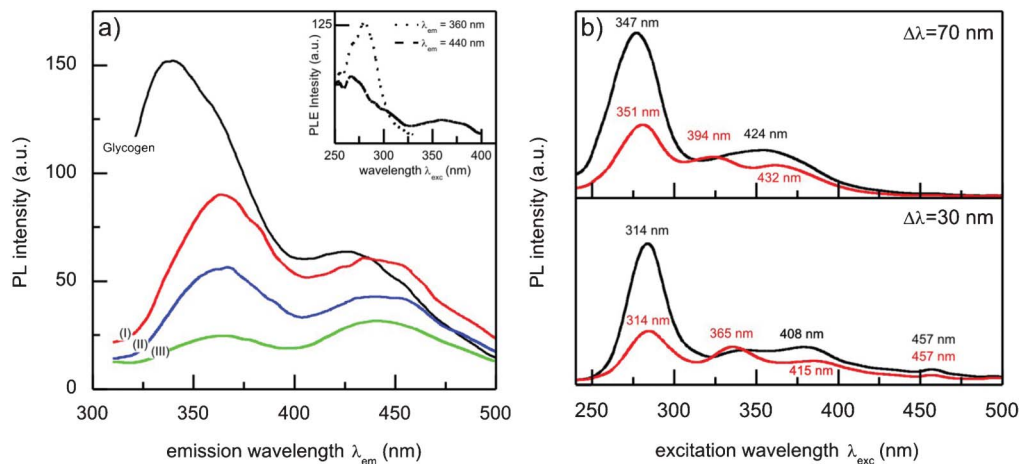 a)
PL intensity (a.u.)
150
100
50
0
300
350
400
450
500
emission wavelength λem (nm)
Glycogen
(I)
(II)
(III)
125
PLE Intesity (a.u.)
λem = 360 nm
λem = 440 nm
250
300
350
400
wavelength λexc (nm)
b)
Δλ=70 nm
347 nm
351 nm
394 nm
424 nm
432 nm
PL intensity (a.u.)
Δλ=30 nm
314 nm
314 nm
365 nm
408 nm
415 nm
457 nm
457 nm
250
300
350
400
450
500
excitation wavelength λexc (nm)